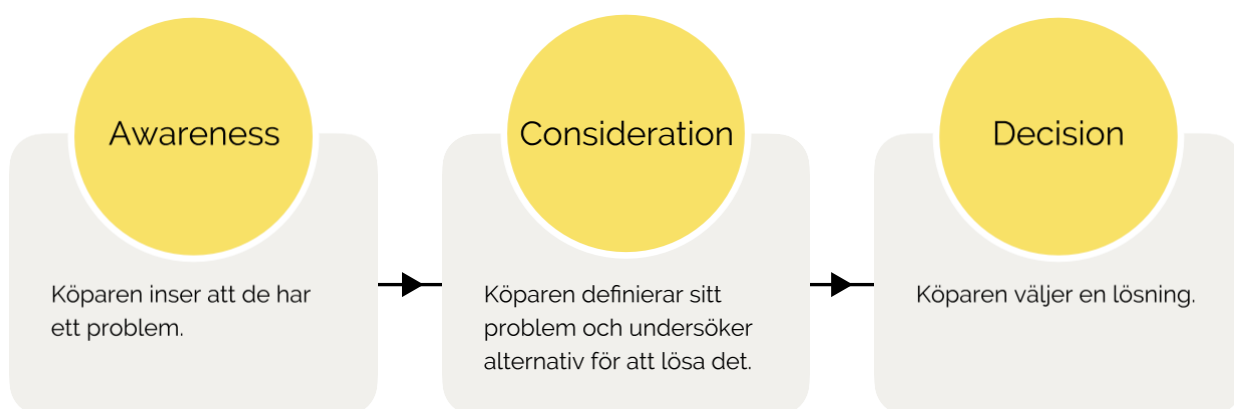 Awareness
Köparen inser att de har
ett problem.
Consideration
Köparen definierar sitt
problem och undersöker
alternativ för att lösa det.
Decision
Köparen väljer en lösning.